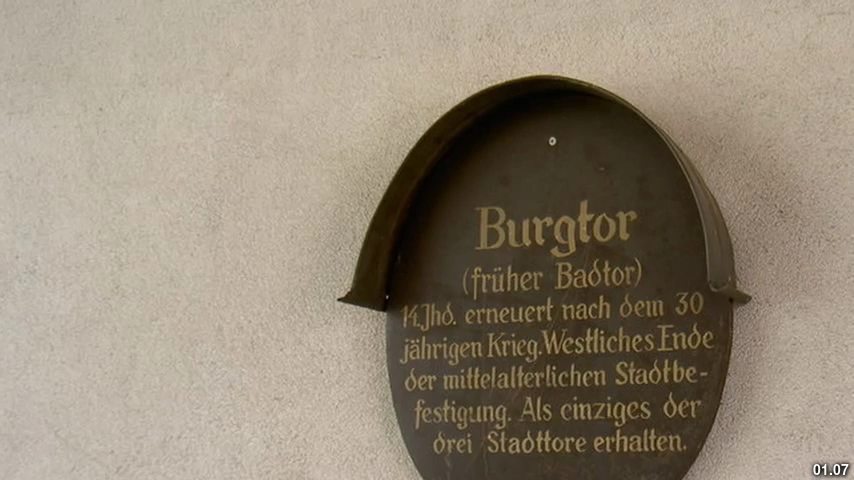 Burgtor
(früher Badtor)
14.Jhd. erneuert nach dem 30
jährigen Krieg. Westliches Ende
der mittelalterlichen Stadtbe-
festigung. Als einziges der
drei Stadttore erhalten.
01.07